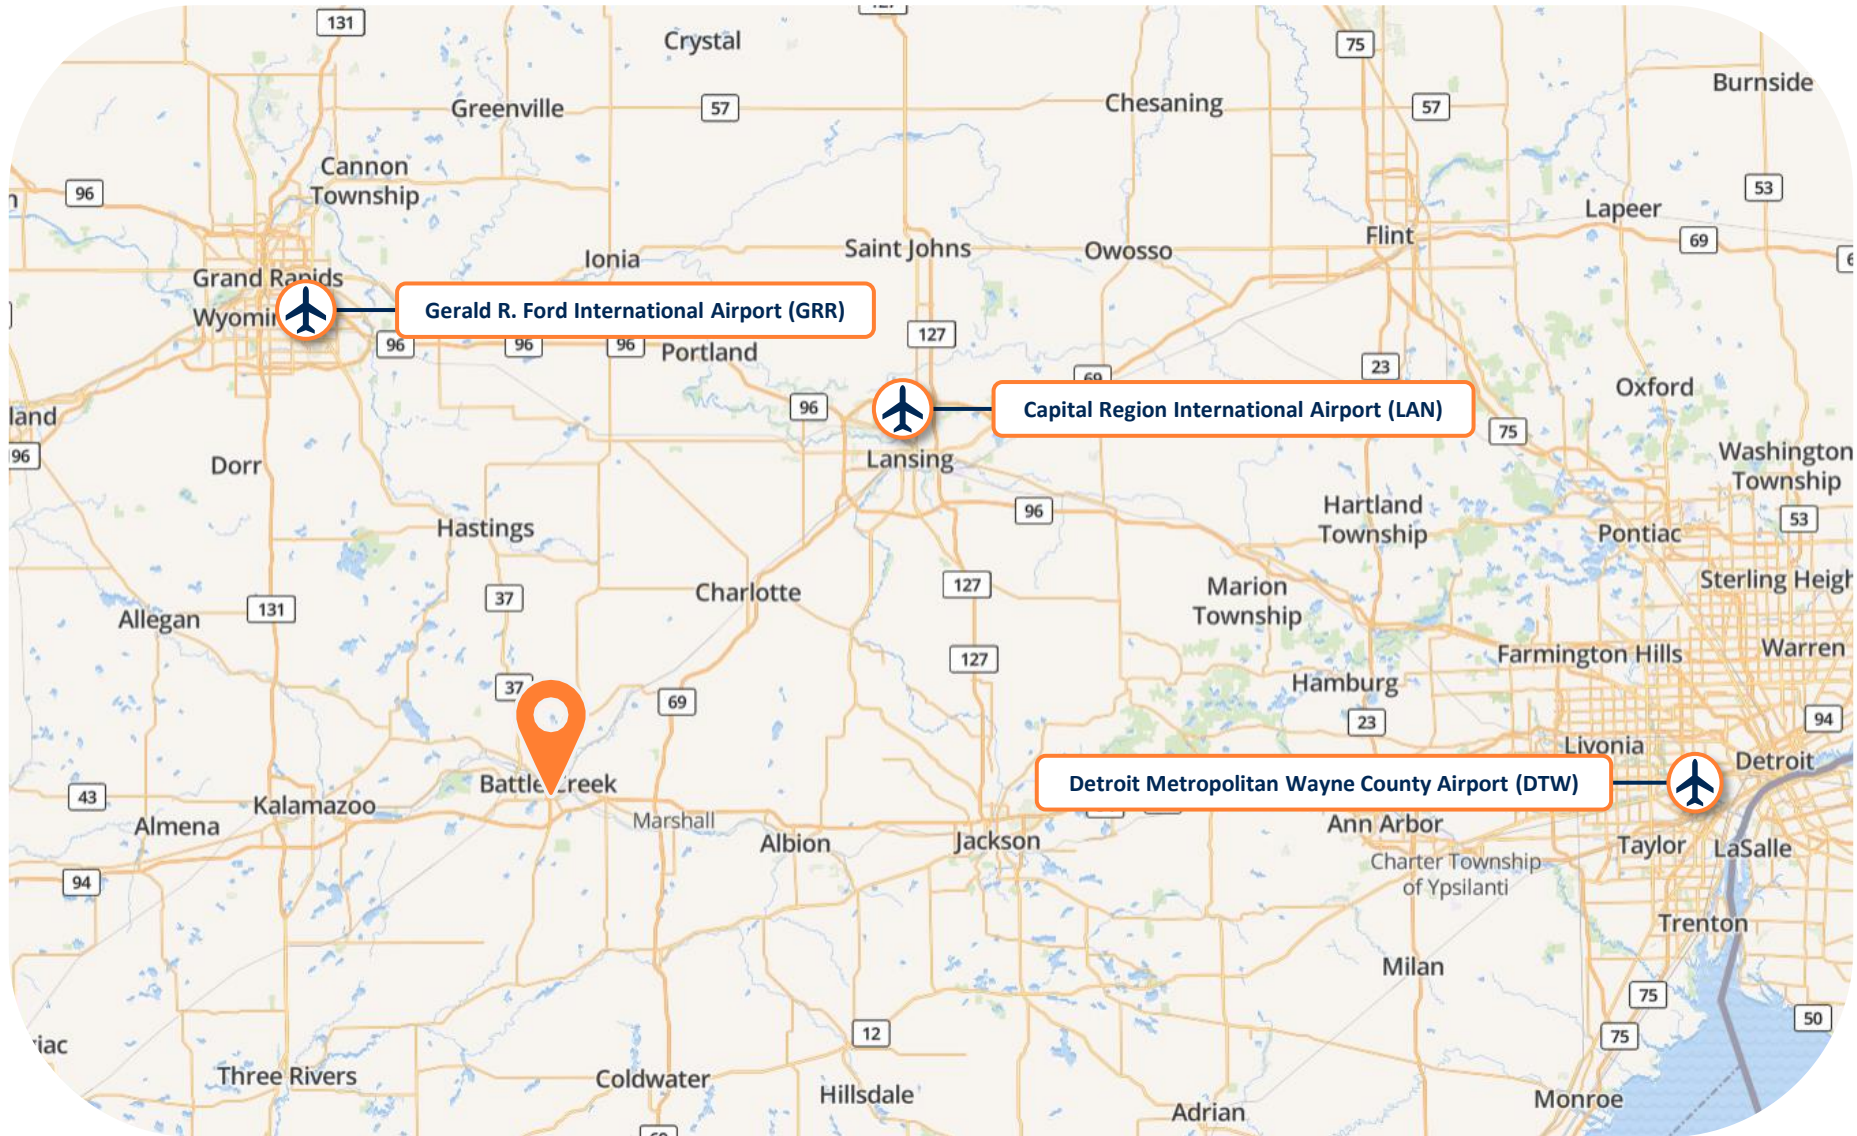 131
Crystal
75
Burnside
Greenville
57
Chesaning
57
Cannon
Township
96
53
Lapeer
Flint
69
Ionia
Saint Johns
Owosso
Grand Rapids
Gerald R. Ford International Airport (GRR)
127
96
96
96
Portland
23
69
Oxford
land
96
Capital Region International Airport (LAN)
75
96
Dorr
Lansing
Washington
Township
Hastings
96
Hartland
Township
53
Pontiac
37
Charlotte
127
Marion
Township
Sterling Heigh
Allegan
131
127
Farmington Hills
Warren
37
69
Hamburg
23
94
Livonia
Detroit
Detroit Metropolitan Wayne County Airport (DTW)
Battle Creek
43
Kalamazoo
Almena
Marshall
Albion
Jackson
Ann Arbor
Taylor
LaSalle
Charter Township
of Ypsilanti
94
Trenton
Milan
75
50
12
75
iac
Three Rivers
Coldwater
Hillsdale
Adrian
Monroe